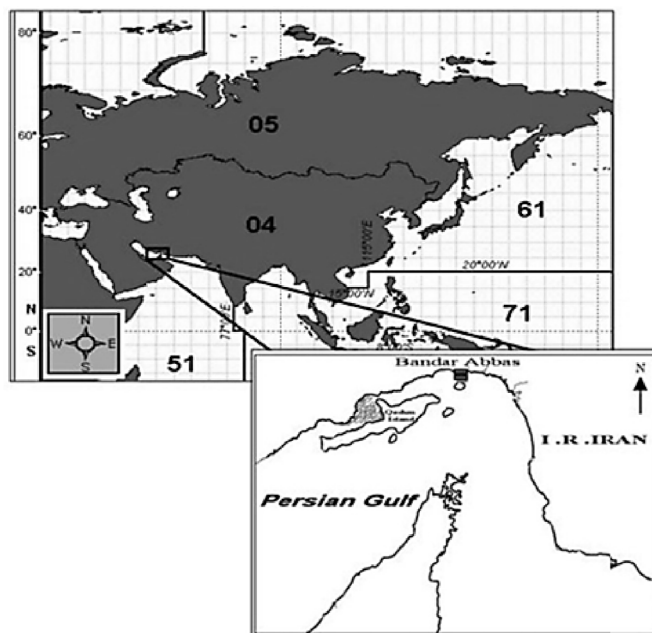 80°
05
60°
61
40°
04
115°00'E
20°00'N
20°
15°00'N
71
N
0°
S
77°
E
N
W
E
S
51
Bandar Abbas
N
Qeshm
Island
I .R.IRAN
Persian Gulf